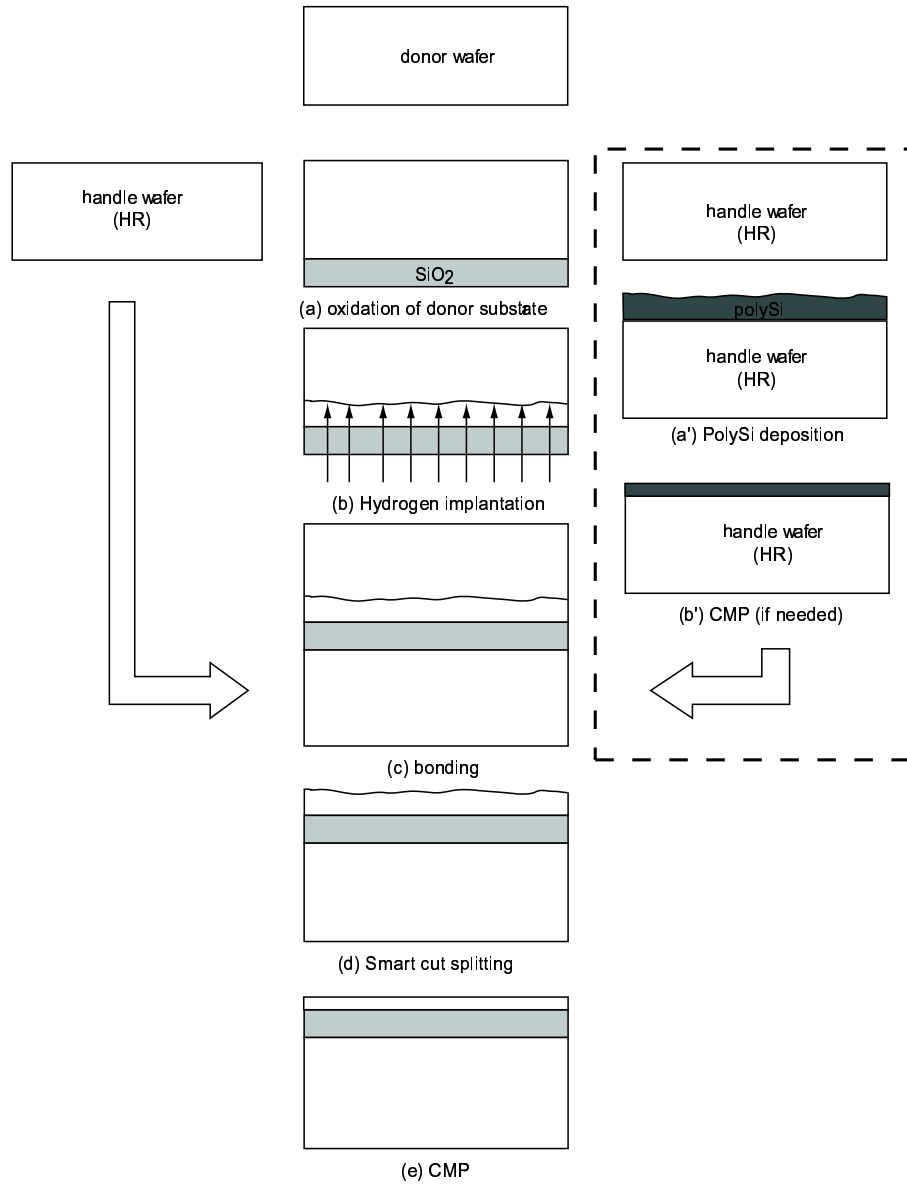 donor wafer
handle wafer
(HR)
SiO2
(a) oxidation of donor substrate
(b) Hydrogen implantation
(c) bonding
(d) Smart cut splitting
(e) CMP
handle wafer
(HR)
polySi
handle wafer
(HR)
(a') PolySi deposition
handle wafer
(HR)
(b') CMP (if needed)